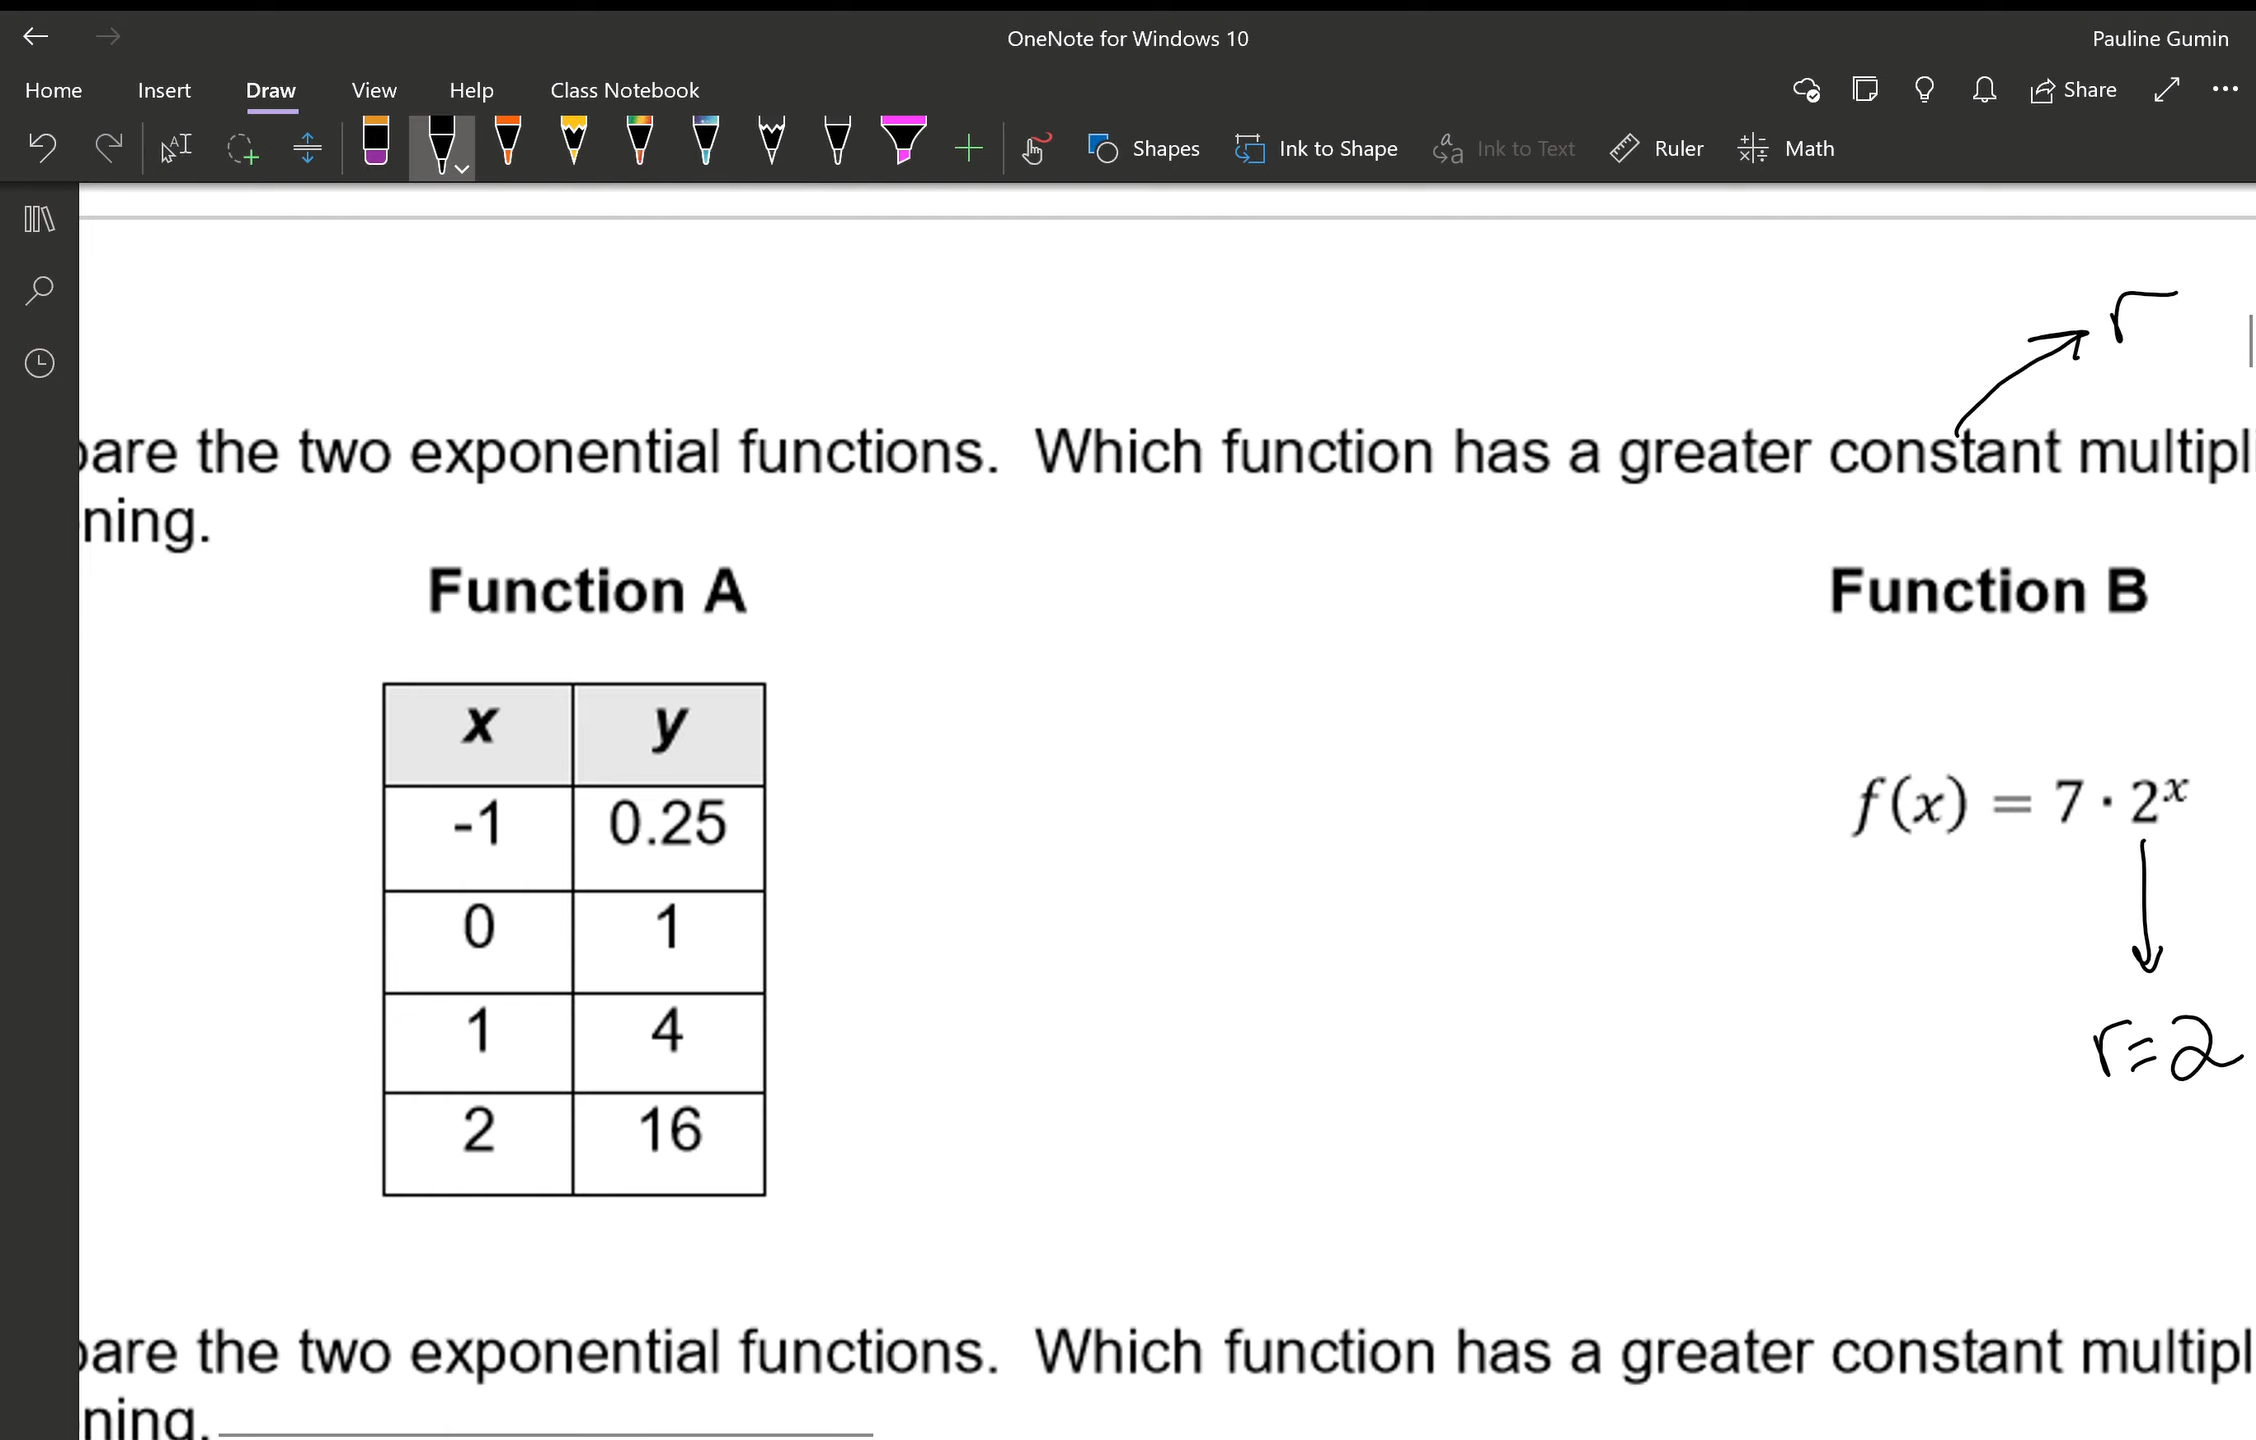 OneNote for Windows 10
Pauline Gumin
Home Insert Draw View Help Class Notebook Share
Shapes Ink to Shape Ink to Text Ruler Math
r
are the two exponential functions. Which function has a greater constant multipli
ning.
Function A
Function B
x y
-1 0.25
0 1
1 4
2 16
f(x) = 7 · 2ˣ
r=2
are the two exponential functions. Which function has a greater constant multipl
ning.